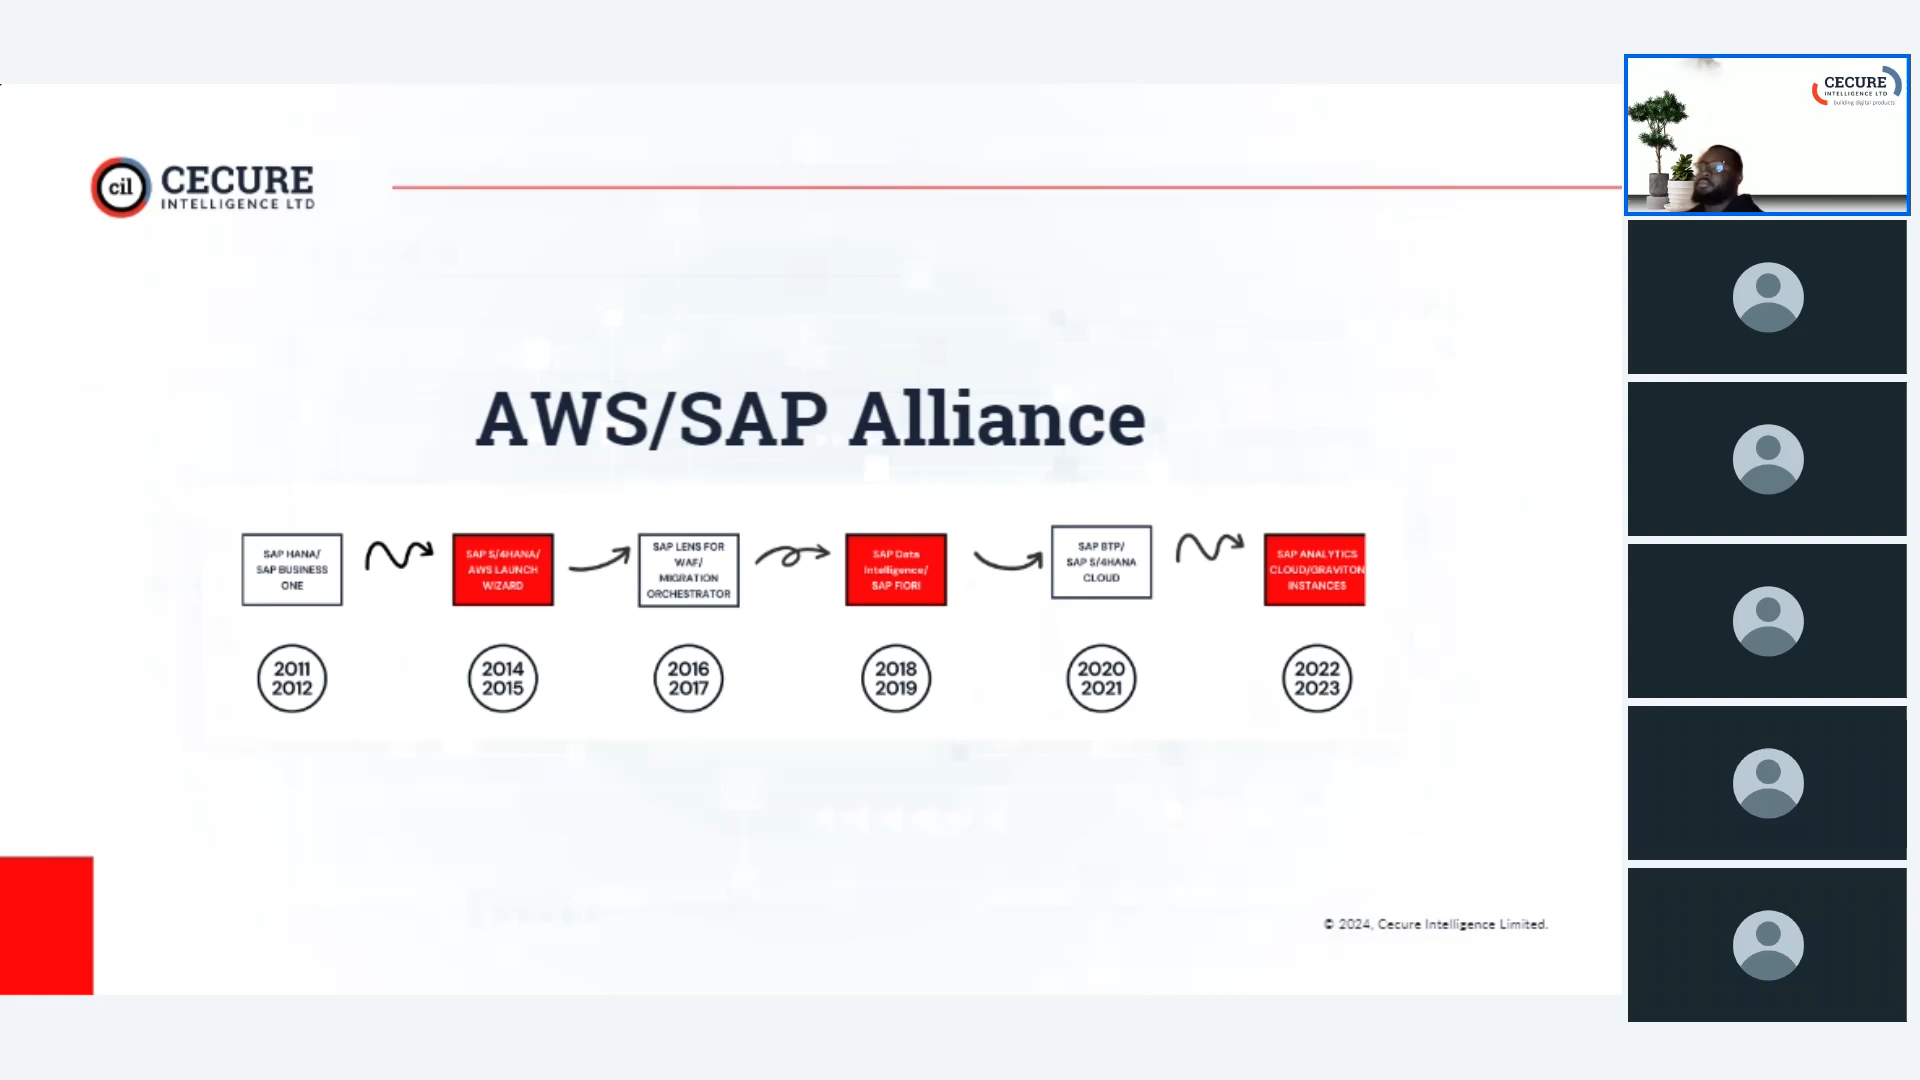 cil CECURE
INTELLIGENCE LTD
AWS/SAP Alliance
SAP HANA/
SAP BUSINESS
ONE
SAP S/4HANA/
AWS LAUNCH
WIZARD
SAP LENS FOR
WAF/
MIGRATION
ORCHESTRATOR
SAP Data
Intelligence/
SAP FIORI
SAP BTP/
SAP S/4HANA
CLOUD
SAP ANALYTICS
CLOUD/GRAVITON
INSTANCES
2011
2012
2014
2015
2016
2017
2018
2019
2020
2021
2022
2023
© 2024, Cecure Intelligence Limited.
CECURE
INTELLIGENCE LTD
building digital products